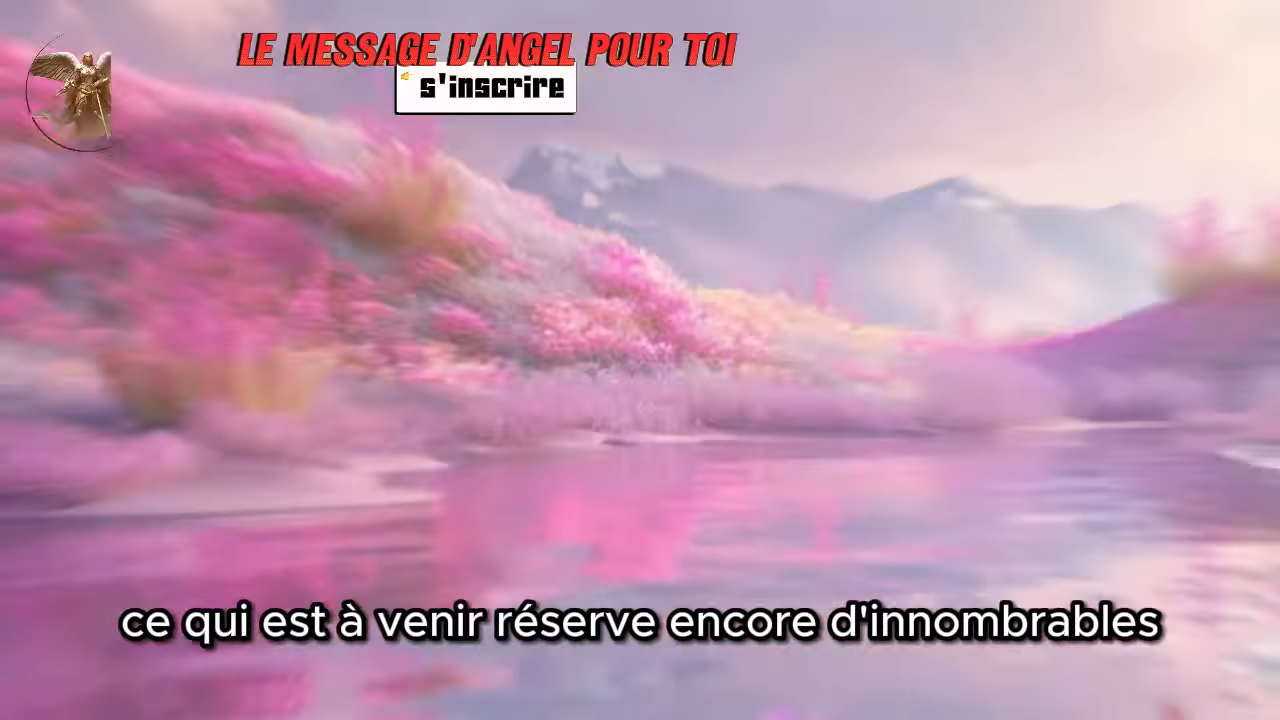 LE MESSAGE D'ANGEL POUR TOI
s'inscrire
ce qui est à venir réserve encore d'innombrables